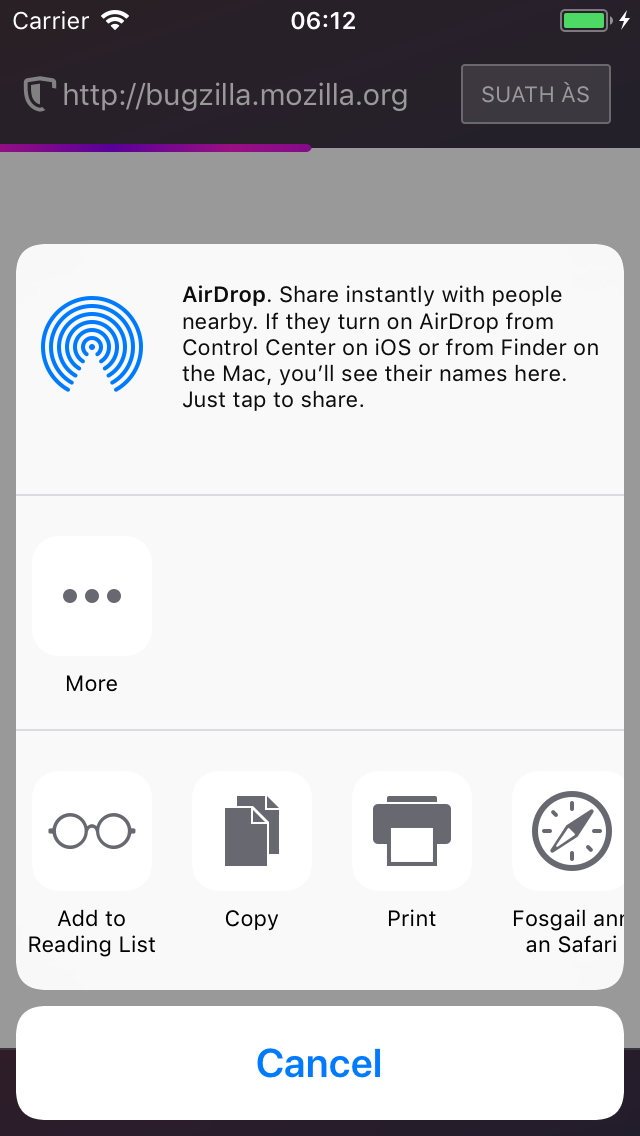 Carrier 06:12
http://bugzilla.mozilla.org SUATH ÀS
AirDrop. Share instantly with people
nearby. If they turn on AirDrop from
Control Center on iOS or from Finder on
the Mac, you’ll see their names here.
Just tap to share.
More
Add to
Reading List
Copy
Print
Fosgail ann
an Safari
Cancel